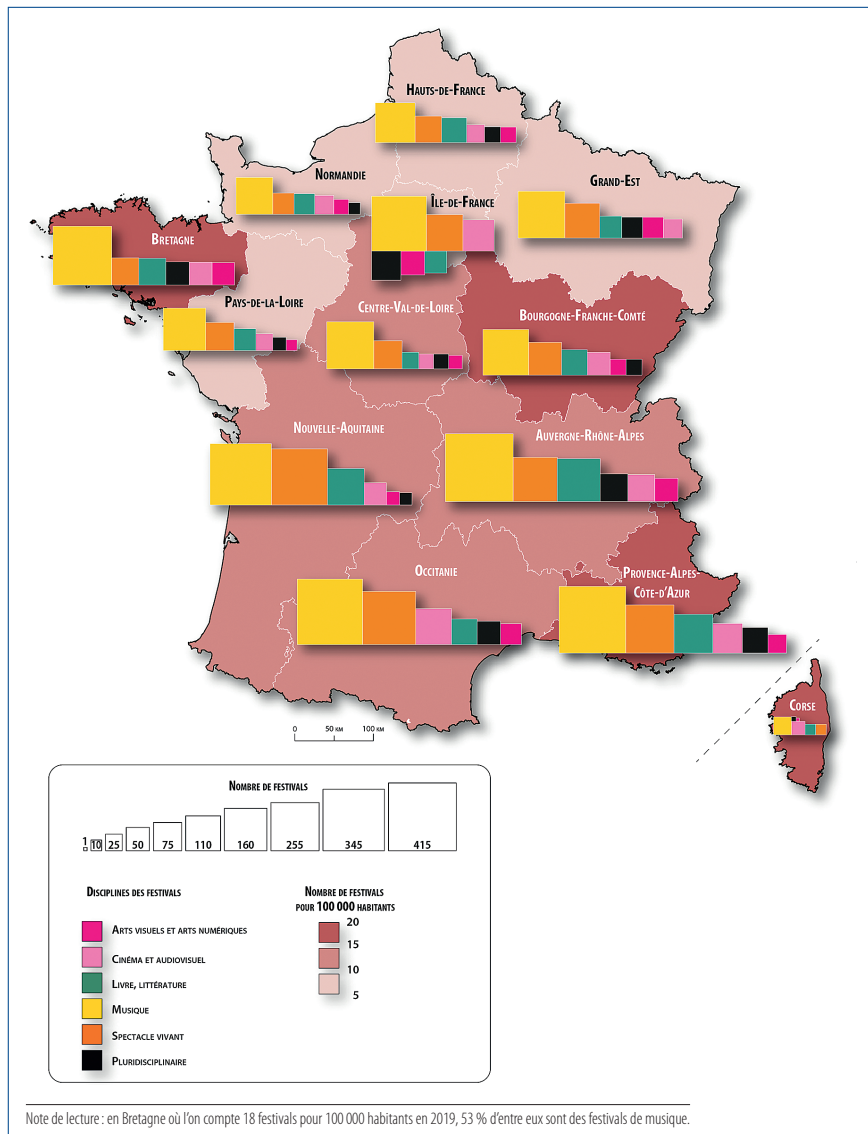 Hauts-de-France
Normandie
Île-de-France
Grand-Est
Bretagne
Pays-de-la-Loire
Centre-Val-de-Loire
Bourgogne-Franche-Comté
Nouvelle-Aquitaine
Auvergne-Rhône-Alpes
Occitanie
Provence-Alpes-
Côte-d'Azur
Corse
0 50 km 100 km
Nombre de festivals
1 10 25 50 75 110 160 255 345 415
Disciplines des festivals
Arts visuels et arts numériques
Cinéma et audiovisuel
Livre, littérature
Musique
Spectacle vivant
Pluridisciplinaire
Nombre de festivals
pour 100 000 habitants
20
15
10
5
Note de lecture : en Bretagne où l'on compte 18 festivals pour 100 000 habitants en 2019, 53 % d'entre eux sont des festivals de musique.